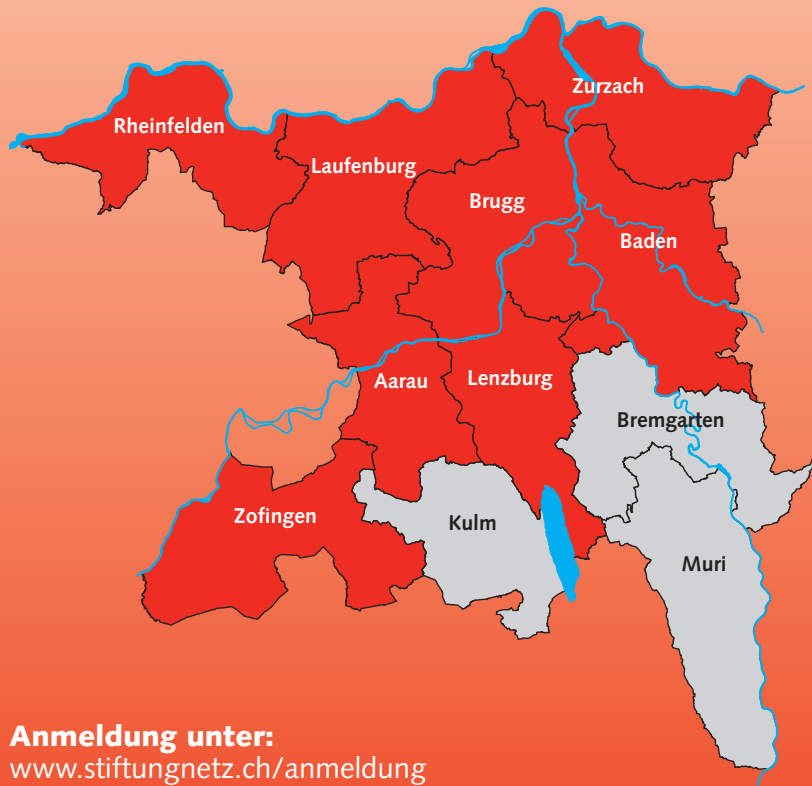 Zurzach
Rheinfelden
Laufenburg
Brugg
Baden
Aarau
Lenzburg
Bremgarten
Zofingen
Kulm
Muri
Anmeldung unter:
www.stiftungnetz.ch/anmeldung